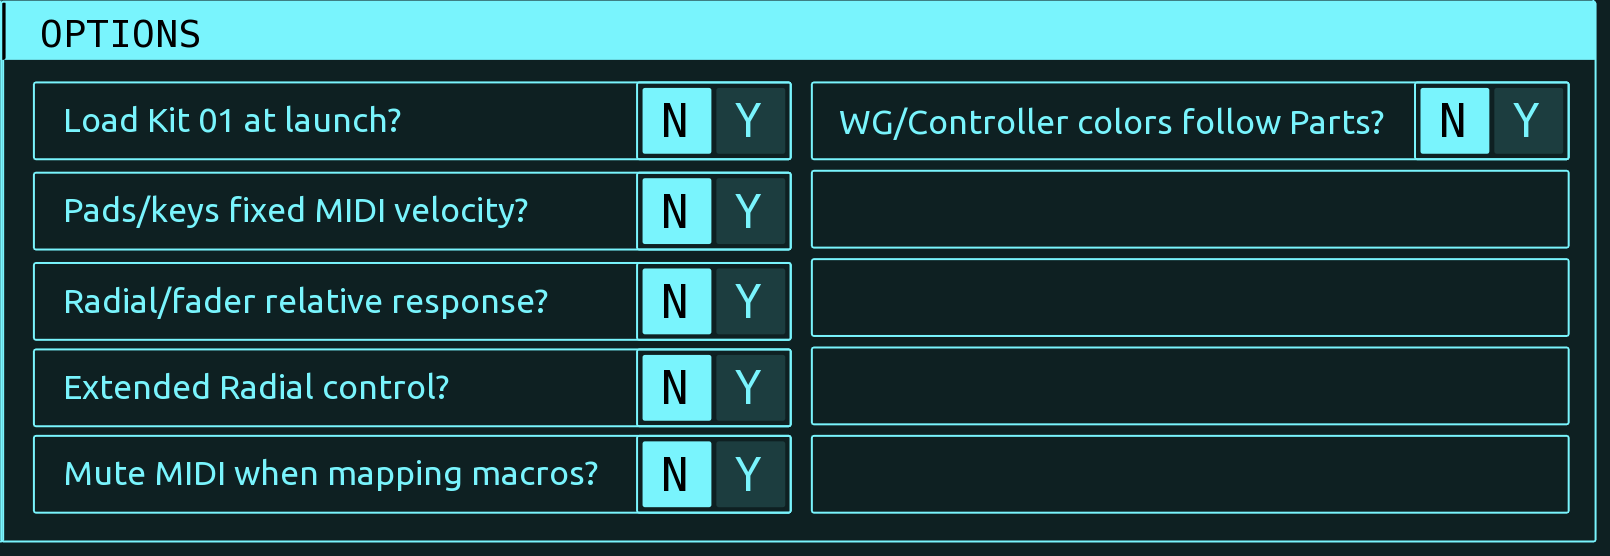 OPTIONS
Load Kit 01 at launch? N Y
WG/Controller colors follow Parts? N Y
Pads/keys fixed MIDI velocity? N Y
Radial/fader relative response? N Y
Extended Radial control? N Y
Mute MIDI when mapping macros? N Y